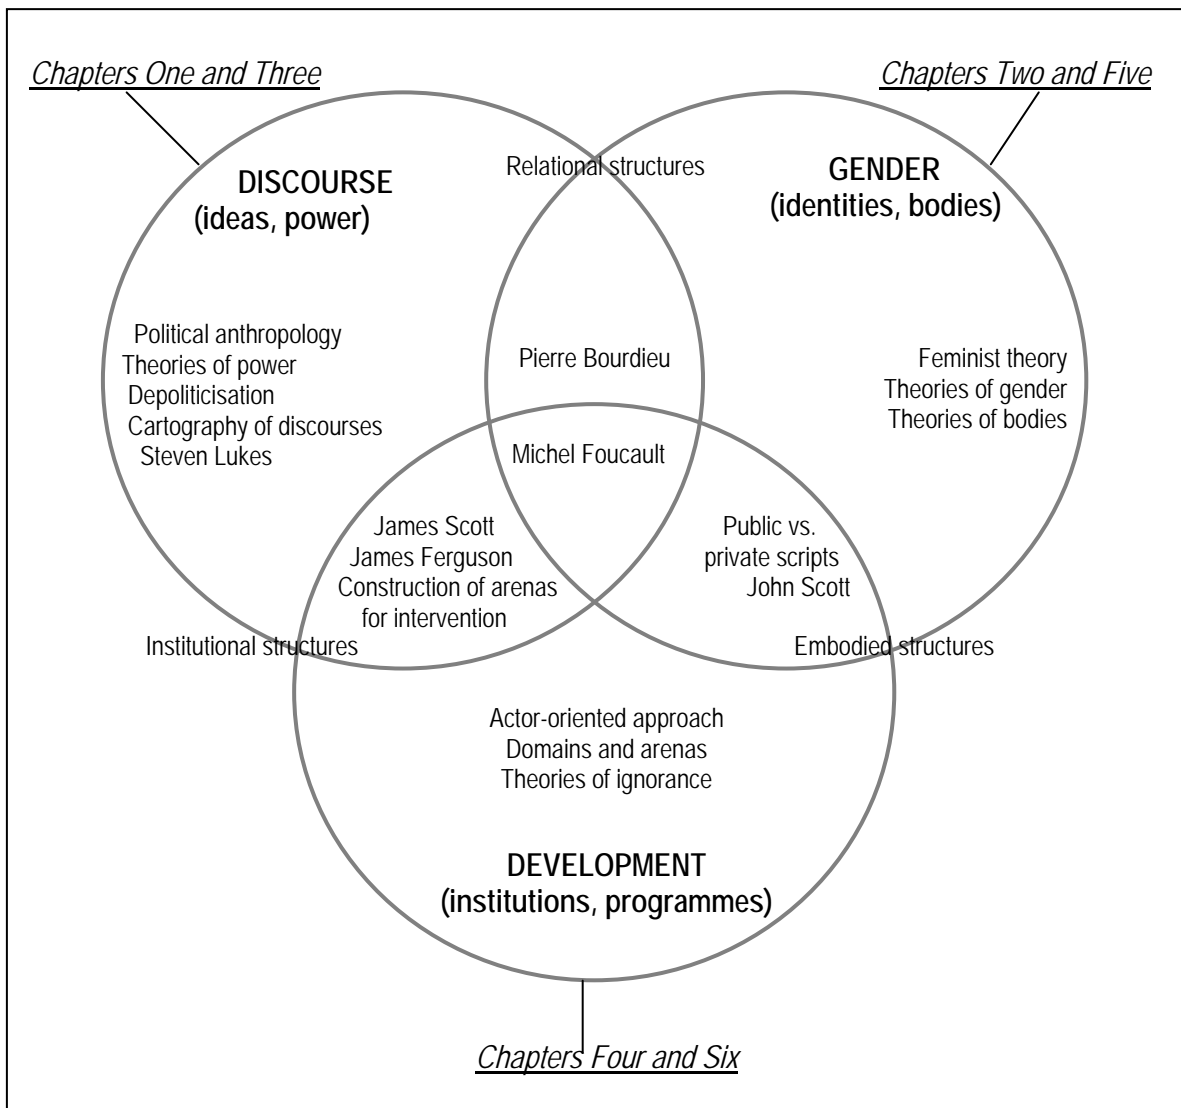 Chapters One and Three
Chapters Two and Five
Relational structures
DISCOURSE
(ideas, power)
GENDER
(identities, bodies)
Political anthropology
Theories of power
Depoliticisation
Cartography of discourses
Steven Lukes
Pierre Bourdieu
Feminist theory
Theories of gender
Theories of bodies
Michel Foucault
James Scott
James Ferguson
Construction of arenas
for intervention
Public vs.
private scripts
John Scott
Institutional structures
Embodied structures
Actor-oriented approach
Domains and arenas
Theories of ignorance
DEVELOPMENT
(institutions, programmes)
Chapters Four and Six